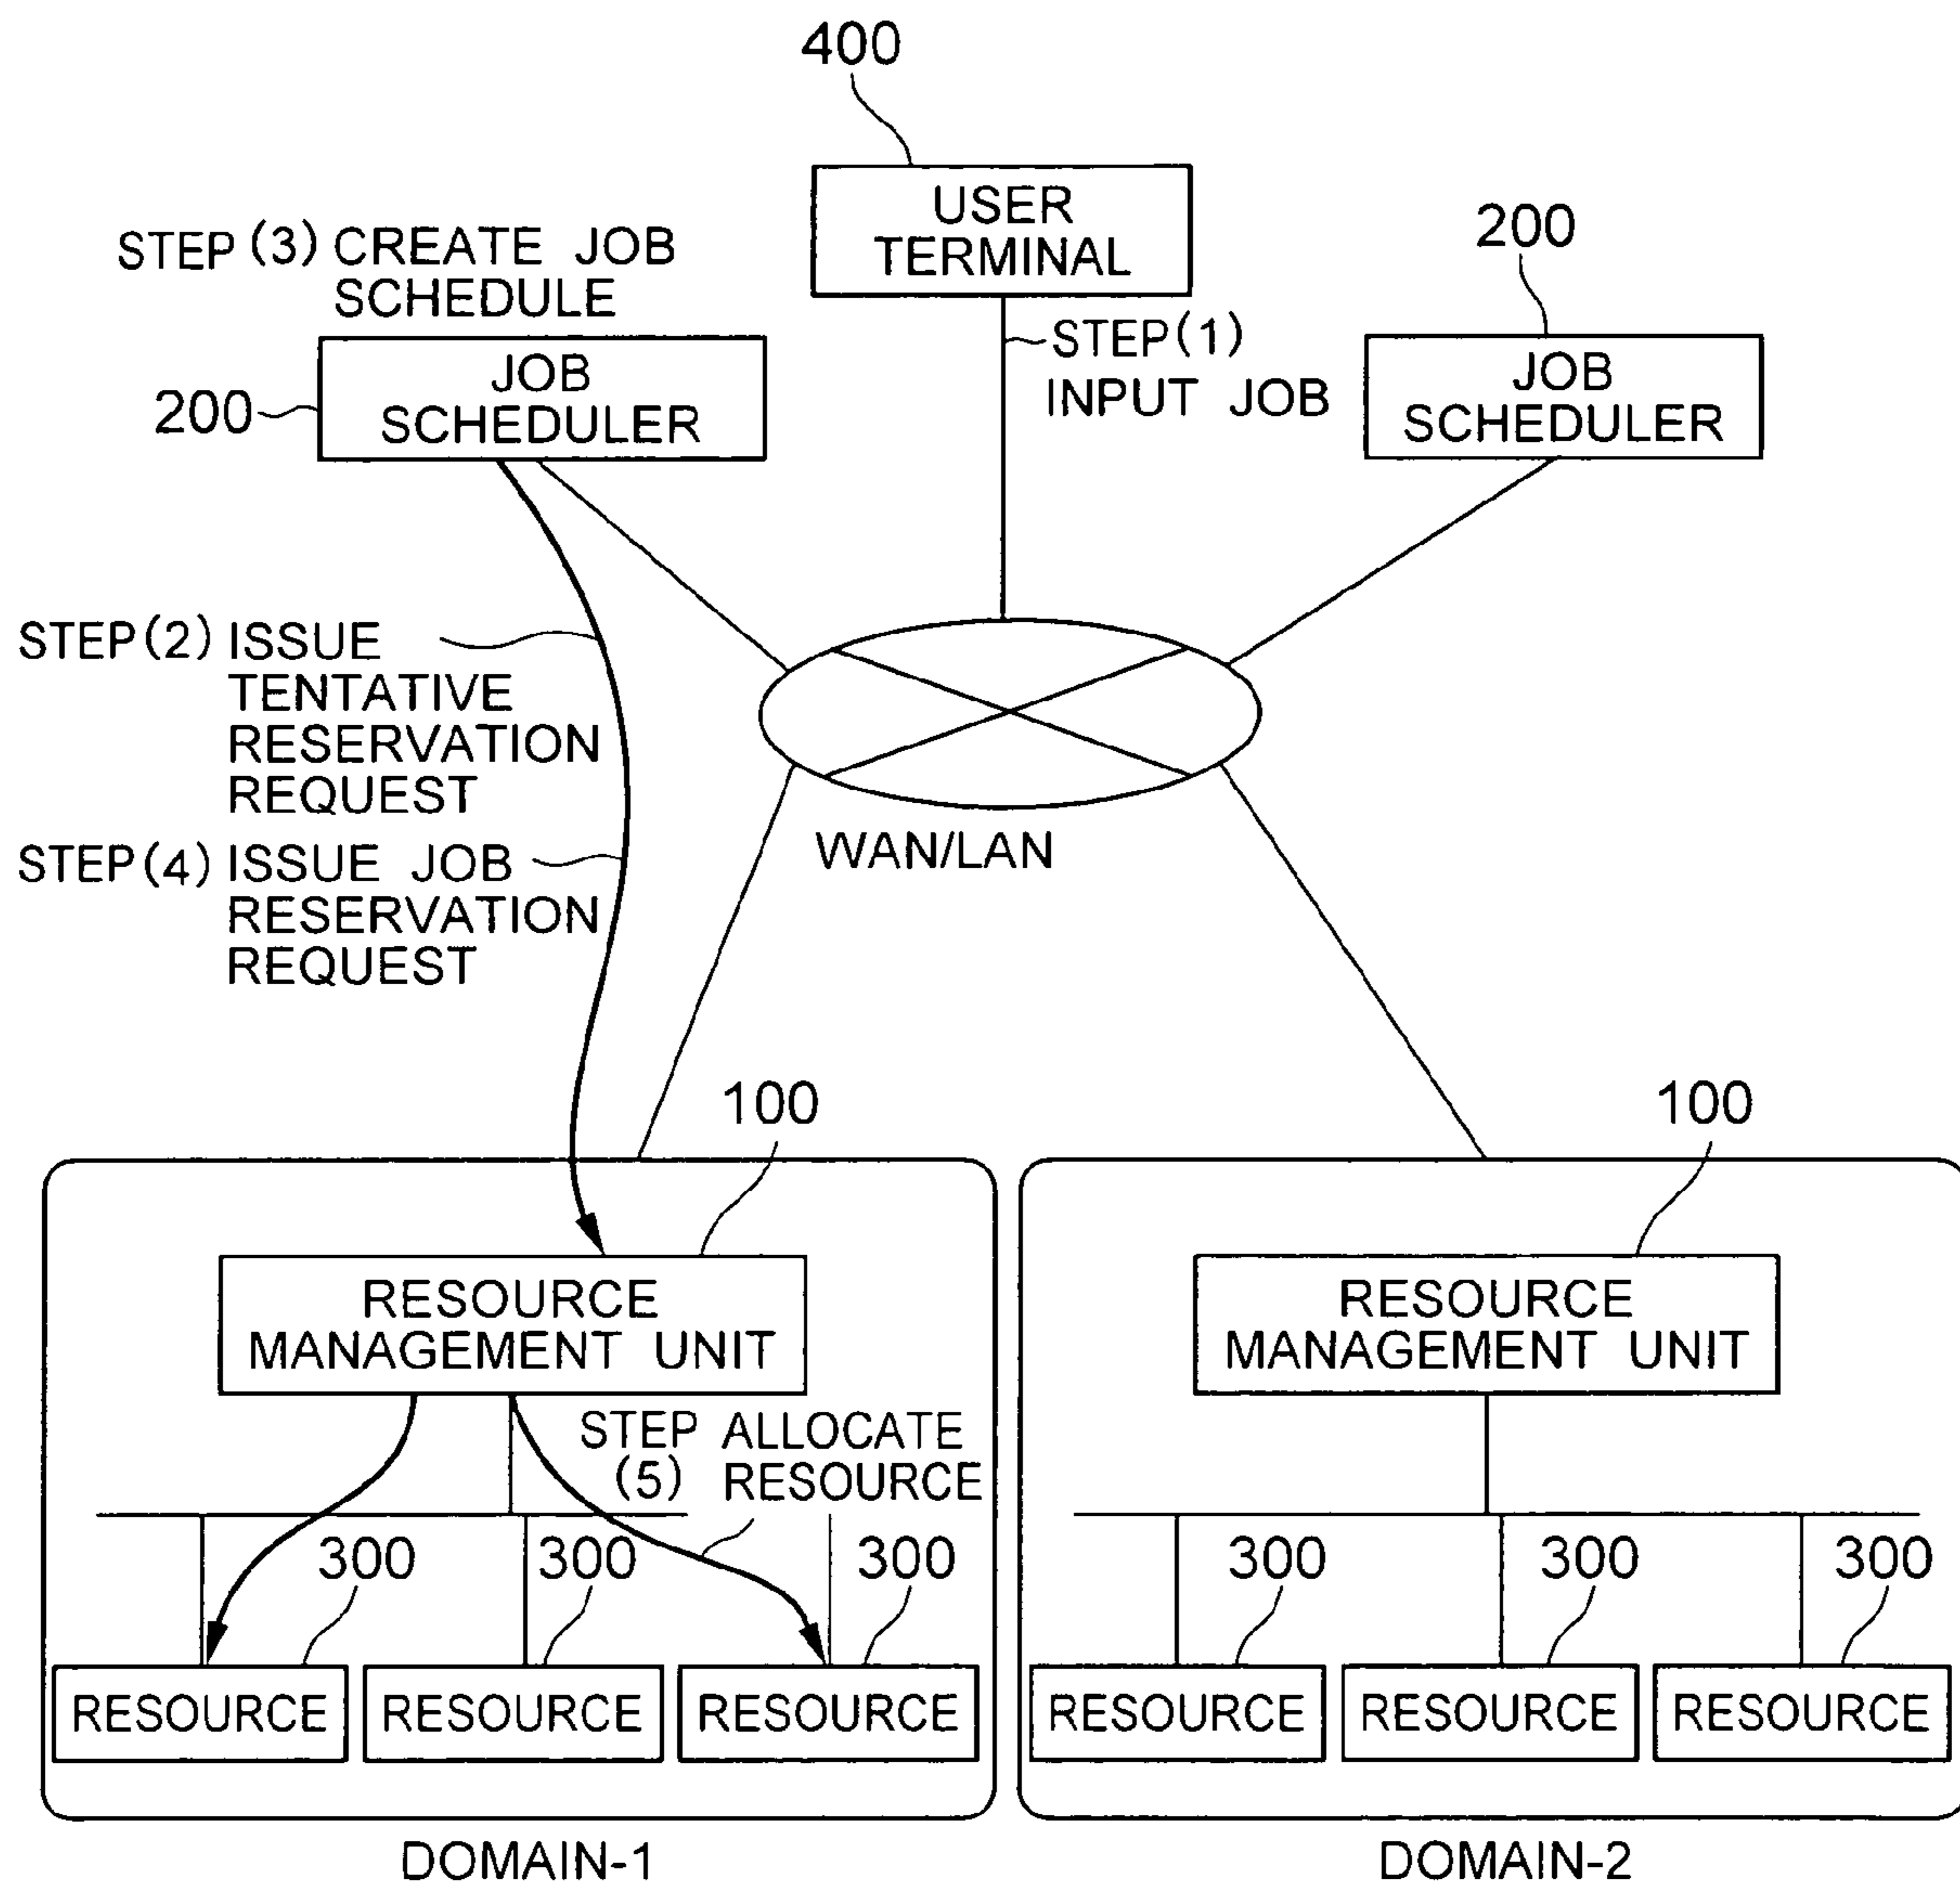 400
USER
TERMINAL
STEP (3) CREATE JOB
SCHEDULE
200
JOB
SCHEDULER
200
STEP(1)
INPUT JOB
JOB
SCHEDULER
STEP(2) ISSUE
TENTATIVE
RESERVATION
REQUEST
WAN/LAN
STEP(4) ISSUE JOB
RESERVATION
REQUEST
100
100
RESOURCE
MANAGEMENT UNIT
RESOURCE
MANAGEMENT UNIT
STEP ALLOCATE
(5) RESOURCE
300
300
300
300
300
300
RESOURCE
RESOURCE
RESOURCE
RESOURCE
RESOURCE
RESOURCE
DOMAIN-1
DOMAIN-2